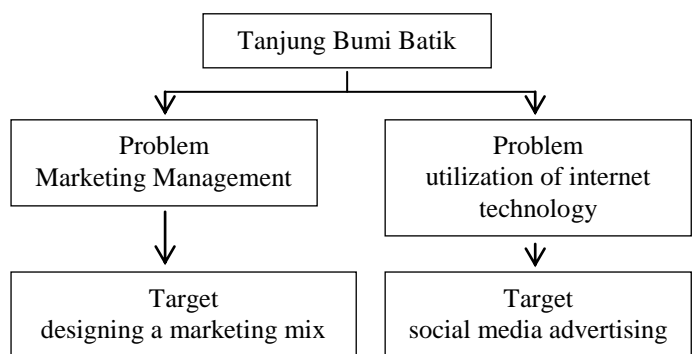 Tanjung Bumi Batik
Problem
Marketing Management
Problem
utilization of internet
technology
Target
designing a marketing mix
Target
social media advertising